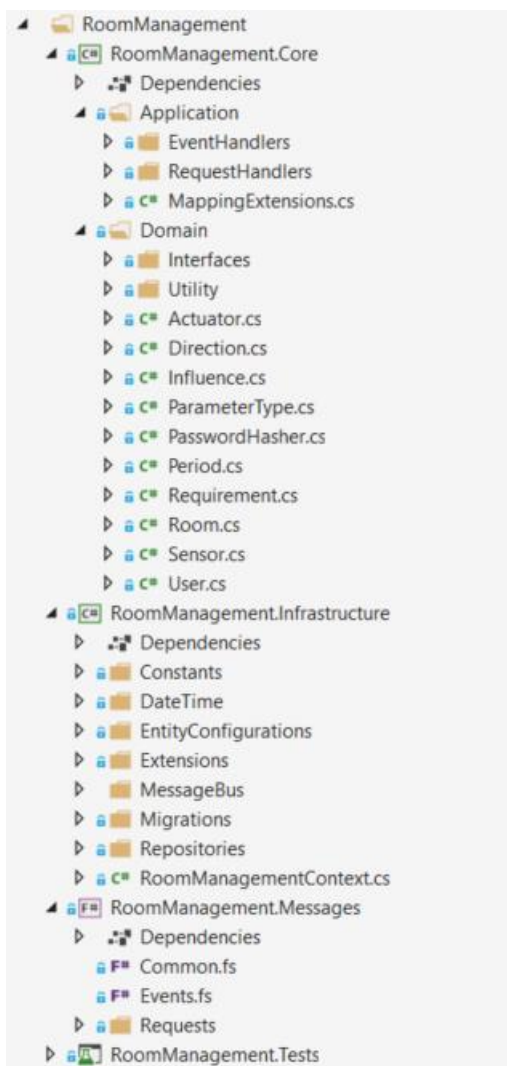 RoomManagement
C# RoomManagement.Core
Dependencies
Application
EventHandlers
RequestHandlers
C# MappingExtensions.cs
Domain
Interfaces
Utility
C# Actuator.cs
C# Direction.cs
C# Influence.cs
C# ParameterType.cs
C# PasswordHasher.cs
C# Period.cs
C# Requirement.cs
C# Room.cs
C# Sensor.cs
C# User.cs
C# RoomManagement.Infrastructure
Dependencies
Constants
DateTime
EntityConfigurations
Extensions
MessageBus
Migrations
Repositories
C# RoomManagementContext.cs
F# RoomManagement.Messages
Dependencies
F# Common.fs
F# Events.fs
Requests
RoomManagement.Tests